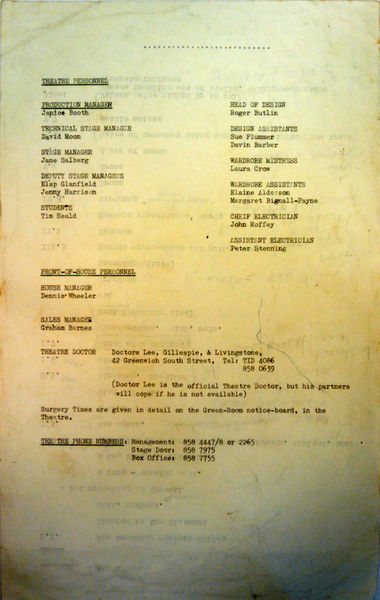 THEATRE PERSONNEL
PRODUCTION MANAGER
Janice Booth
TECHNICAL STAGE MANAGER
David Moon
STAGE MANAGER
Jane Salberg
DEPUTY STAGE MANAGERS
Elsp Glanfield
Jenny Harrison
STUDENTS
Tim Heald
HEAD OF DESIGN
Roger Butlin
DESIGN ASSISTANTS
Sue Plummer
Davin Barber
WARDROBE MISTRESS
Laura Crow
WARDROBE ASSISTANTS
Elaine Alderson
Margaret Bignall-Payne
CHEIF ELECTRICIAN
John Roffey
ASSISTANT ELECTRICIAN
Peter Stenning
FRONT-OF-HOUSE PERSONNEL
HOUSE MANAGER
Dennis Wheeler
SALES MANAGER
Graham Barnes
THEATRE DOCTOR Doctors Lee, Gillespie, & Livingstone,
42 Greenwich South Street, Tel: TID 4086
858 0639
(Doctor Lee is the official Theatre Doctor, but his partners
will cope if he is not available)
Surgery Times are given in detail on the Green-Room notice-board, in the
Theatre.
THEATRE PHONE NUMBERS: Management: 858 4447/8 or 2265
Stage Door: 858 7975
Box Office: 858 7755